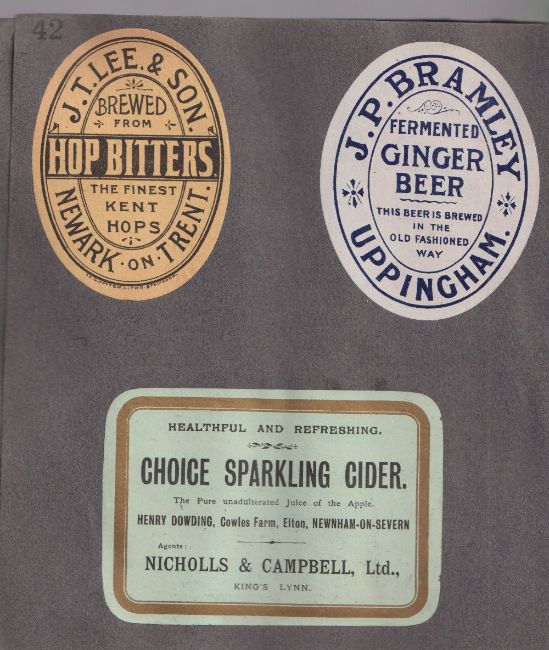 42
J. T. LEE. & SON.
BREWED
FROM
HOP BITTERS.
THE FINEST
KENT
HOPS
NEWARK-ON-TRENT.
J. P. BRAMLEY
FERMENTED
GINGER
BEER
THIS BEER IS BREWED
IN THE
OLD FASHIONED
WAY
UPPINGHAM.
HEALTHFUL AND REFRESHING.
CHOICE SPARKLING CIDER.
The Pure unadulterated Juice of the Apple.
HENRY DOWDING, Cowles Farm, Elton, NEWNHAM-ON-SEVERN
Agents:
NICHOLLS & CAMPBELL, Ltd.,
KING'S LYNN.